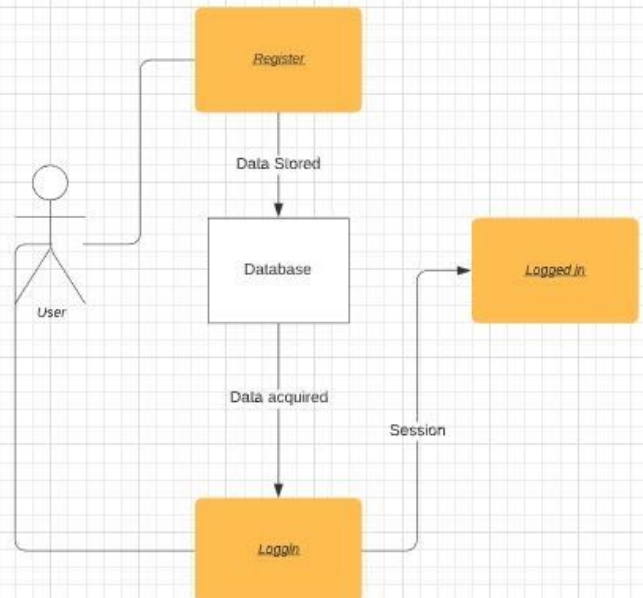 Register
Data Stored
Database
Logged in
User
Data acquired
Session
Loggin